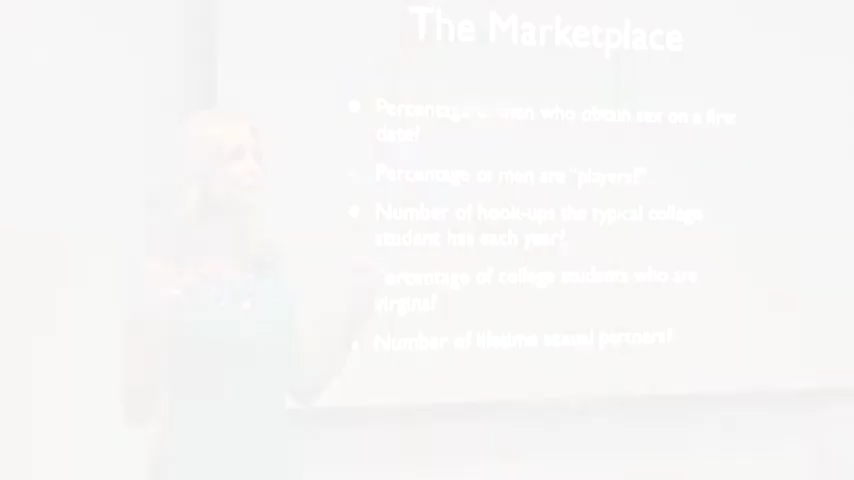 The Marketplace
Percentage men who obtain sex on a first
date?
Percentage of men are "players?".
Number of hook-ups the typical college
student has each year?
ercentage of college students who are
virgins?
Number of lifetime sexual partners?